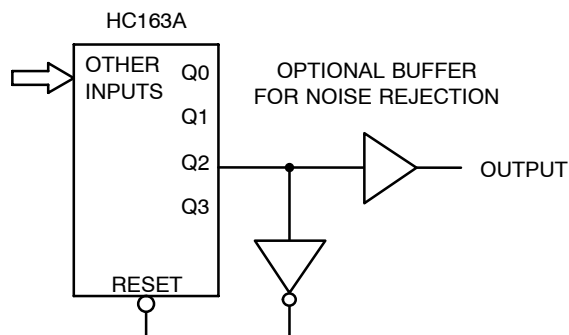 HC163A
OTHER
INPUTS
Q0
Q1
Q2
Q3
RESET
OPTIONAL BUFFER
FOR NOISE REJECTION
OUTPUT